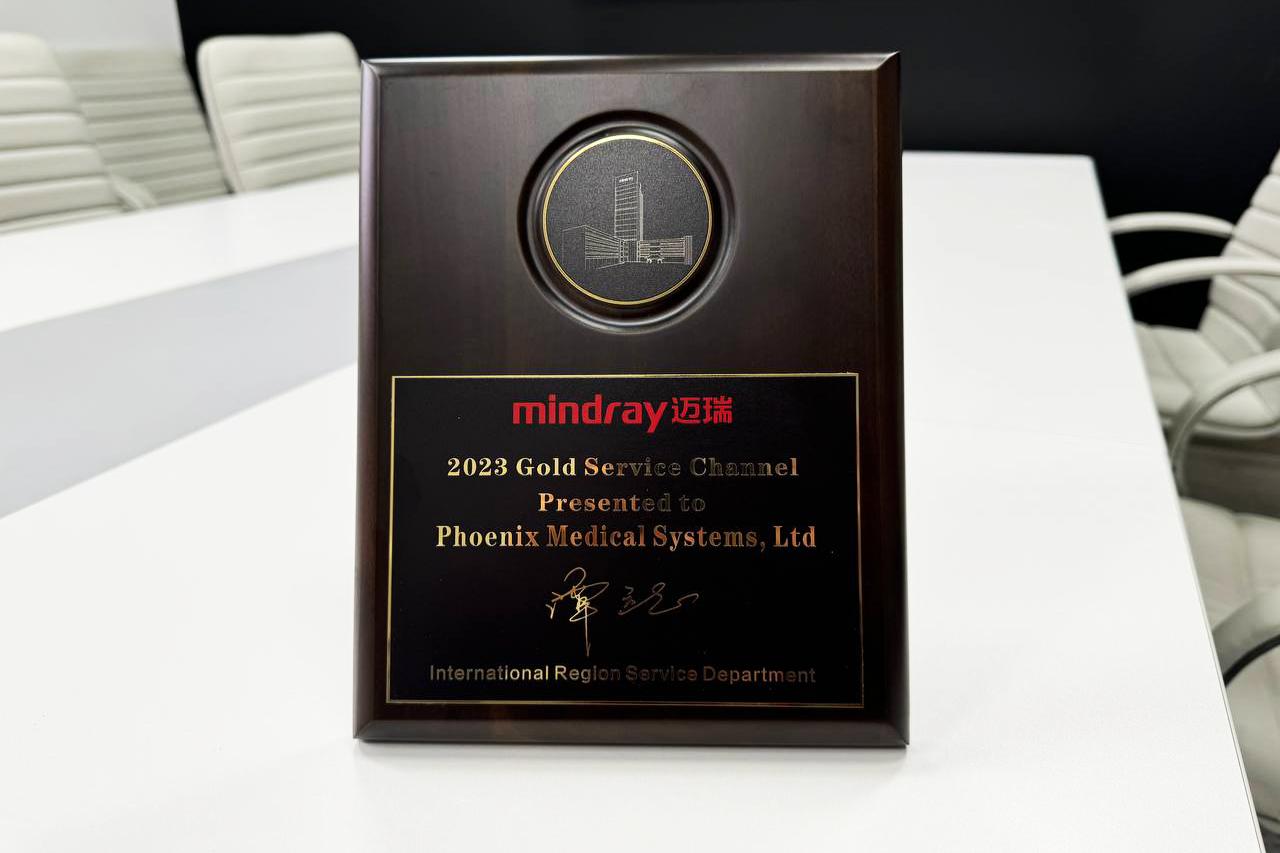 mindray迈瑞
2023 Gold Service Channel
Presented to
Phoenix Medical Systems, Ltd
International Region Service Department